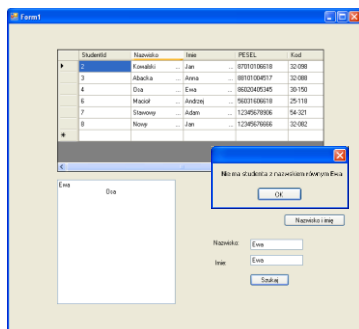 Form1
StudentId Nazwisko Imie PESEL Kod
2 Kowalski ... Jan ... 87010106618 32-098
3 Abacka ... Anna ... 88101004517 32-088
4 Osa ... Ewa ... 86020405345 30-150
6 Macioł ... Andrzej ... 56031606618 25-118
7 Stawowy ... Adam ... 12345678906 54-321
8 Nowy ... Jan ... 12345676666 32-082
Nie ma studenta z nazwiskiem równym Ewa
OK
Ewa
Osa
Nazwisko i imię
Nazwisko: Ewa
Imie: Ewa
Szukaj